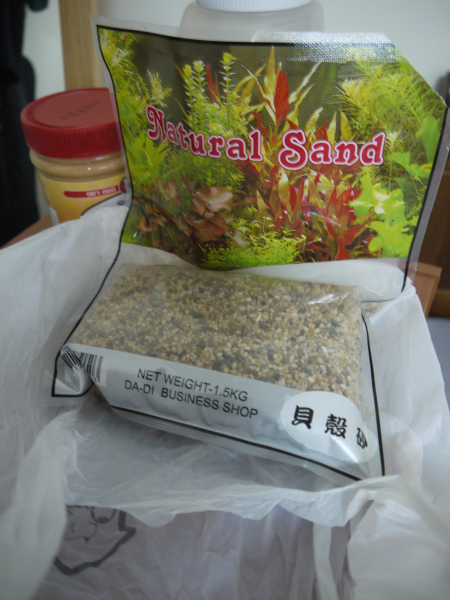 Natural Sand
NET WEIGHT-1.5KG
DA-DI BUSINESS SHOP
貝殼砂